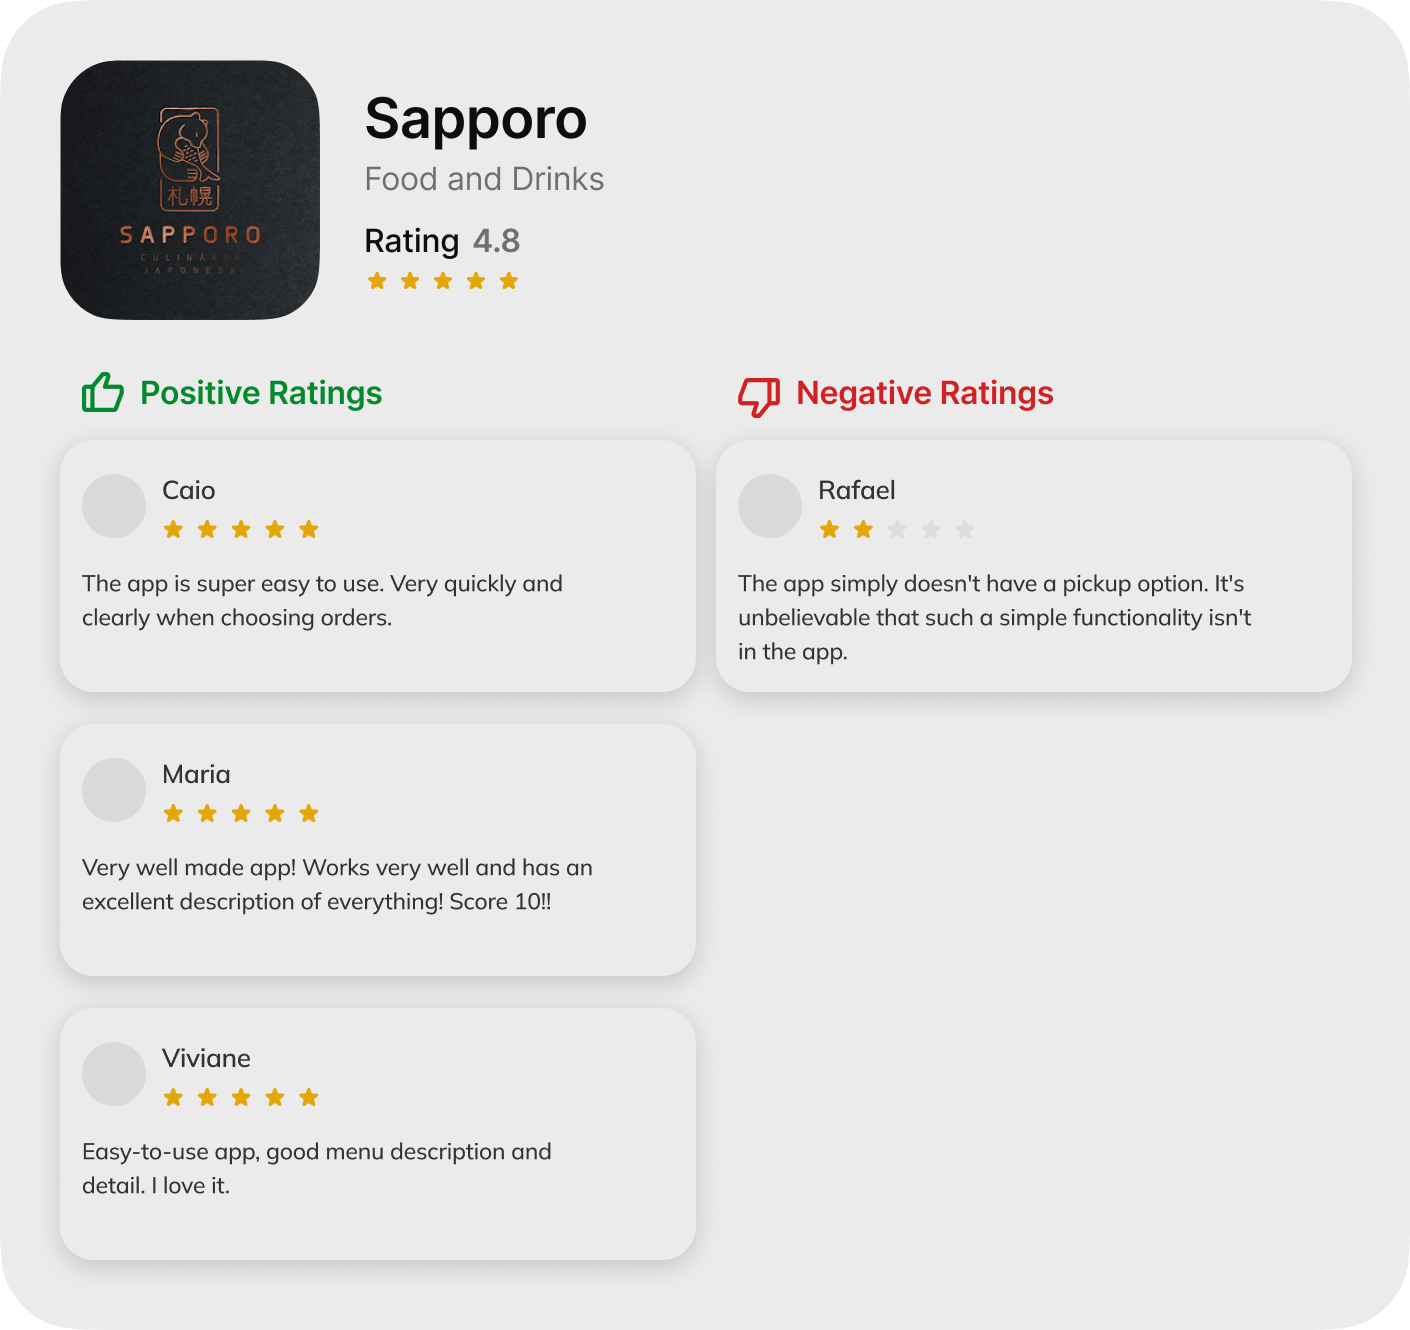 札幌
SAPPORO
CULINÁRIA
JAPONESA
Sapporo
Food and Drinks
Rating 4.8
Positive Ratings
Caio
The app is super easy to use. Very quickly and
clearly when choosing orders.
Maria
Very well made app! Works very well and has an
excellent description of everything! Score 10!!
Viviane
Easy-to-use app, good menu description and
detail. I love it.
Negative Ratings
Rafael
The app simply doesn't have a pickup option. It's
unbelievable that such a simple functionality isn't
in the app.